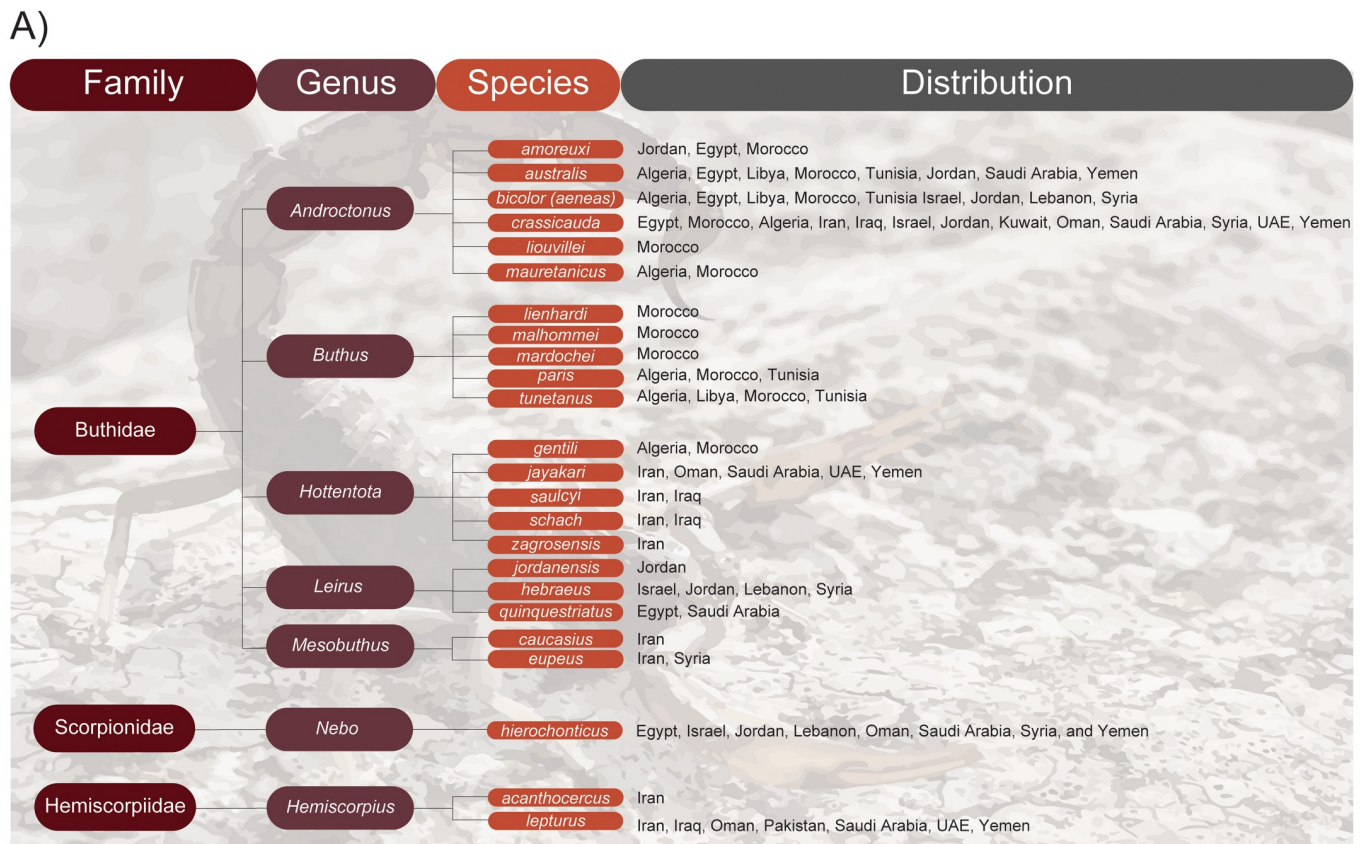 A)
Family Genus Species Distribution
amoreuxi Jordan, Egypt, Morocco
australis Algeria, Egypt, Libya, Morocco, Tunisia, Jordan, Saudi Arabia, Yemen
Androctonus bicolor (aeneas) Algeria, Egypt, Libya, Morocco, Tunisia Israel, Jordan, Lebanon, Syria
crassicauda Egypt, Morocco, Algeria, Iran, Iraq, Israel, Jordan, Kuwait, Oman, Saudi Arabia, Syria, UAE, Yemen
liouvillei Morocco
mauretanicus Algeria, Morocco
lienhardi Morocco
malhommei Morocco
Buthus mardochei Morocco
paris Algeria, Morocco, Tunisia
tunetanus Algeria, Libya, Morocco, Tunisia
Buthidae
gentili Algeria, Morocco
jayakari Iran, Oman, Saudi Arabia, UAE, Yemen
Hottentota saulcyi Iran, Iraq
schach Iran, Iraq
zagrosensis Iran
jordanensis Jordan
Leirus hebraeus Israel, Jordan, Lebanon, Syria
quinquestriatus Egypt, Saudi Arabia
Mesobuthus caucasius Iran
eupeus Iran, Syria
Scorpionidae Nebo hierochonticus Egypt, Israel, Jordan, Lebanon, Oman, Saudi Arabia, Syria, and Yemen
Hemiscorpiidae Hemiscorpius acanthocercus Iran
lepturus Iran, Iraq, Oman, Pakistan, Saudi Arabia, UAE, Yemen